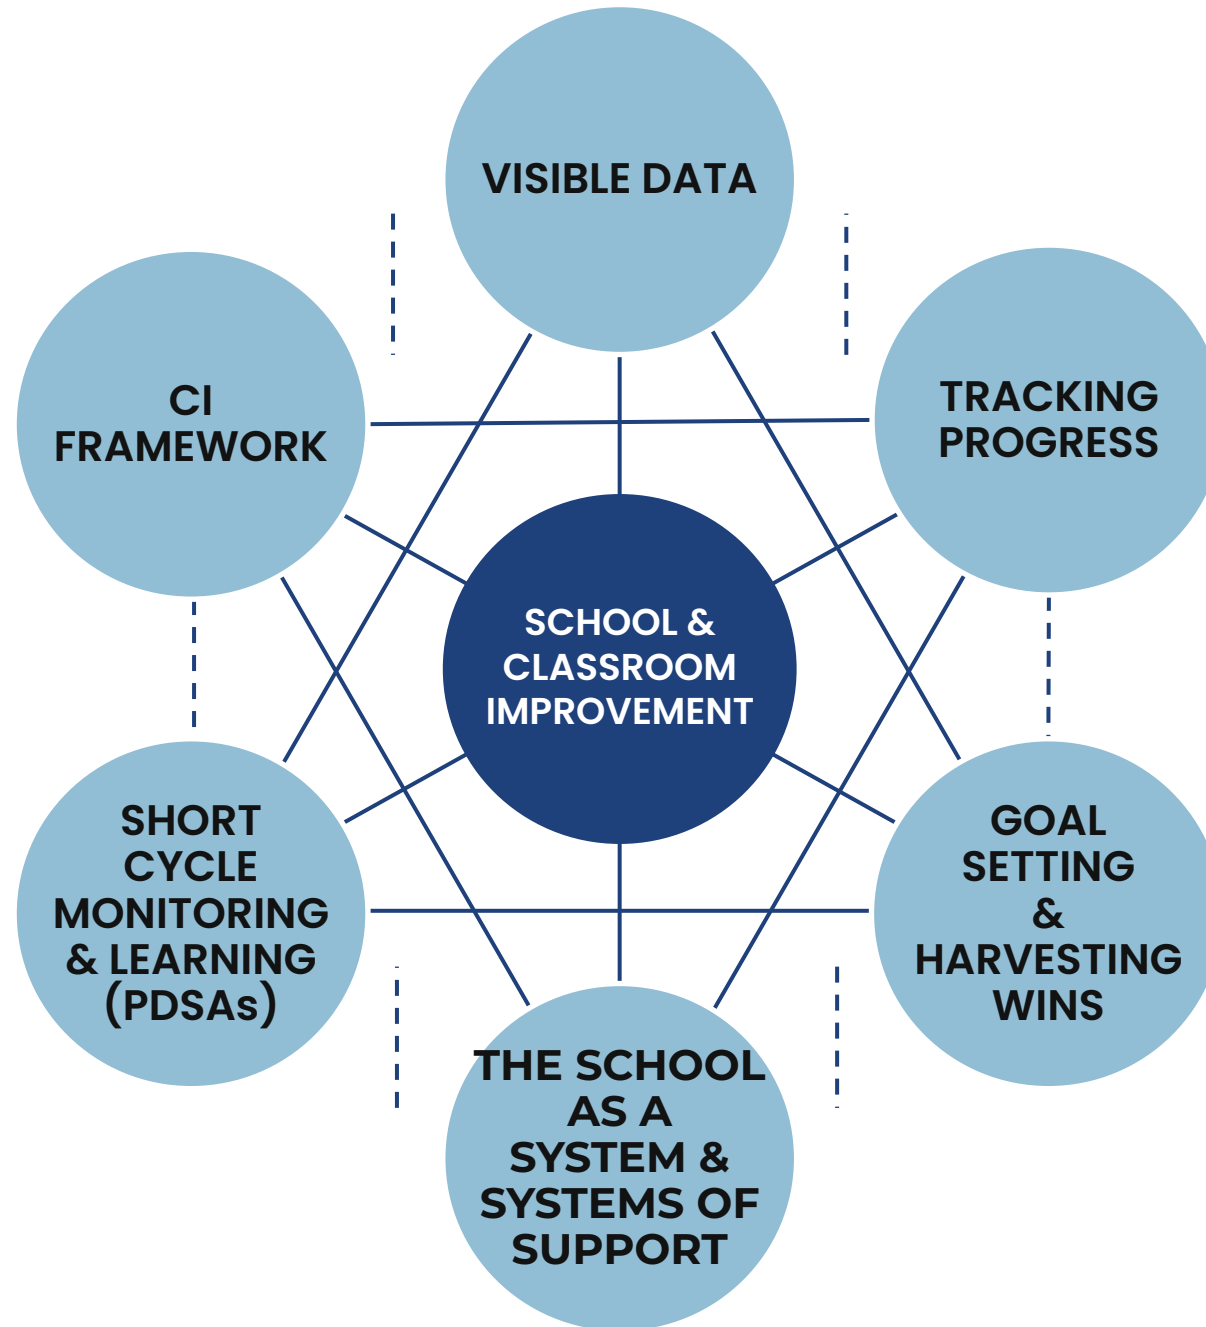 VISIBLE DATA
CI
FRAMEWORK
TRACKING
PROGRESS
SCHOOL &
CLASSROOM
IMPROVEMENT
SHORT
CYCLE
MONITORING
& LEARNING
(PDSAs)
GOAL
SETTING
&
HARVESTING
WINS
THE SCHOOL
AS A
SYSTEM &
SYSTEMS OF
SUPPORT